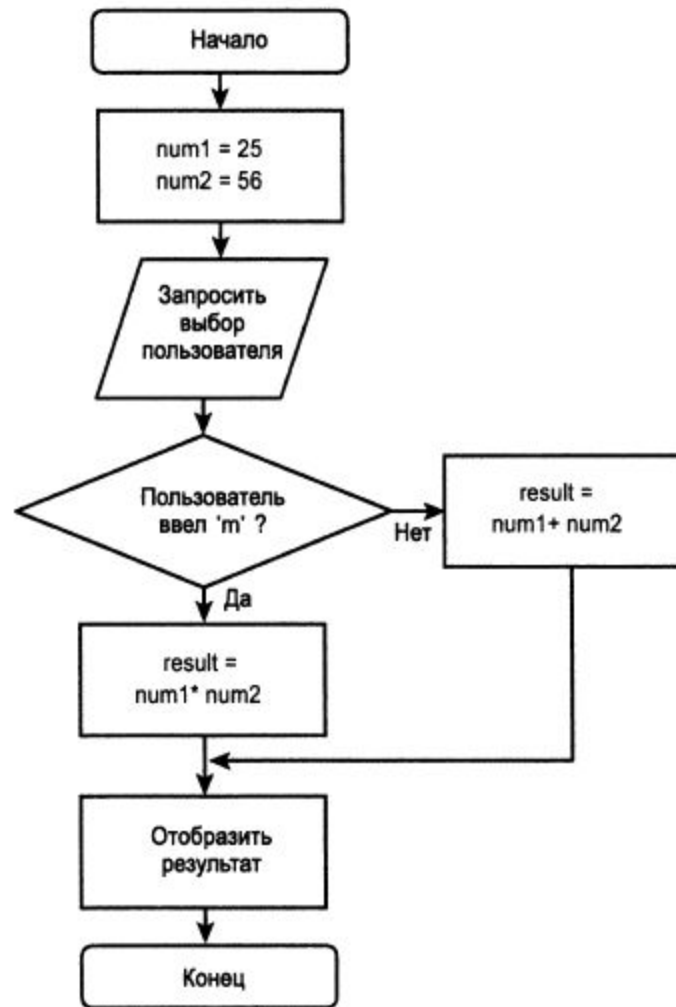 Начало
num1 = 25
num2 = 56
Запросить
выбор
пользователя
Пользователь
ввел 'm' ?
Нет
result =
num1+ num2
Да
result =
num1* num2
Отобразить
результат
Конец